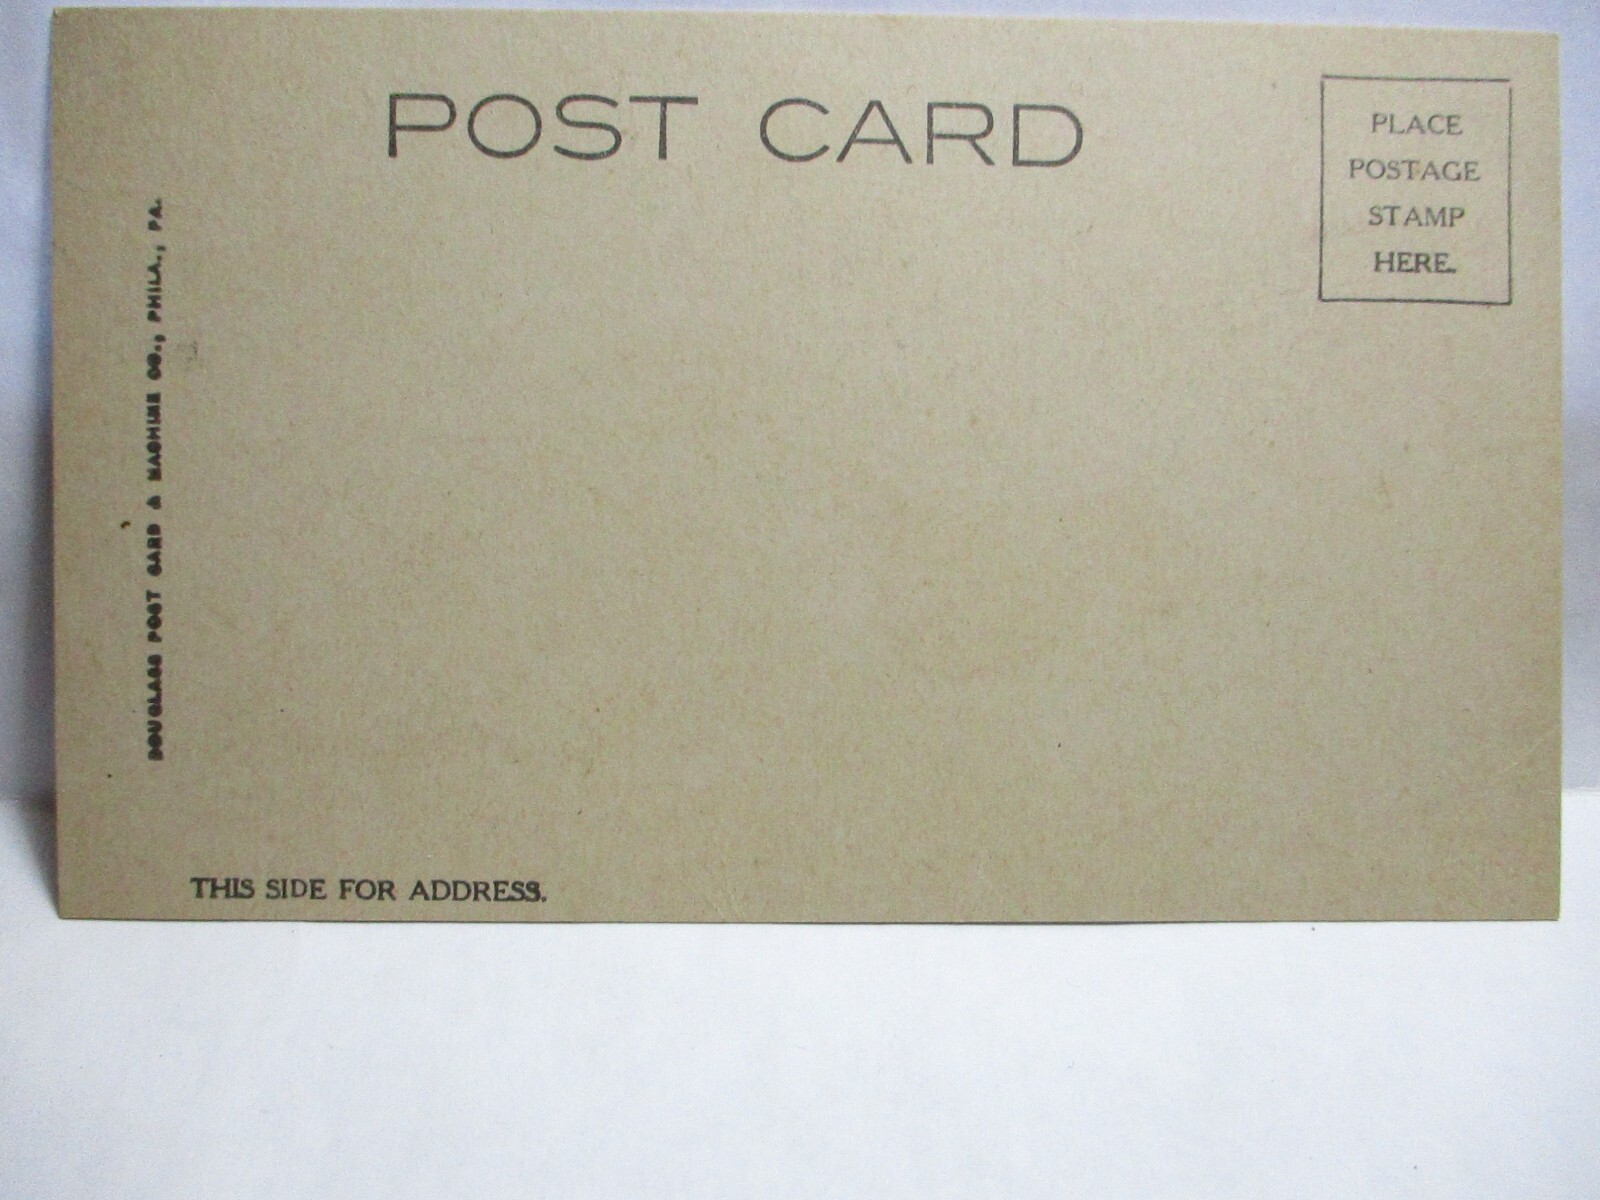 POST CARD
PLACE
POSTAGE
STAMP
HERE.
DOUGLASS POST CARD & MACHINE CO., PHILA., PA.
THIS SIDE FOR ADDRESS.